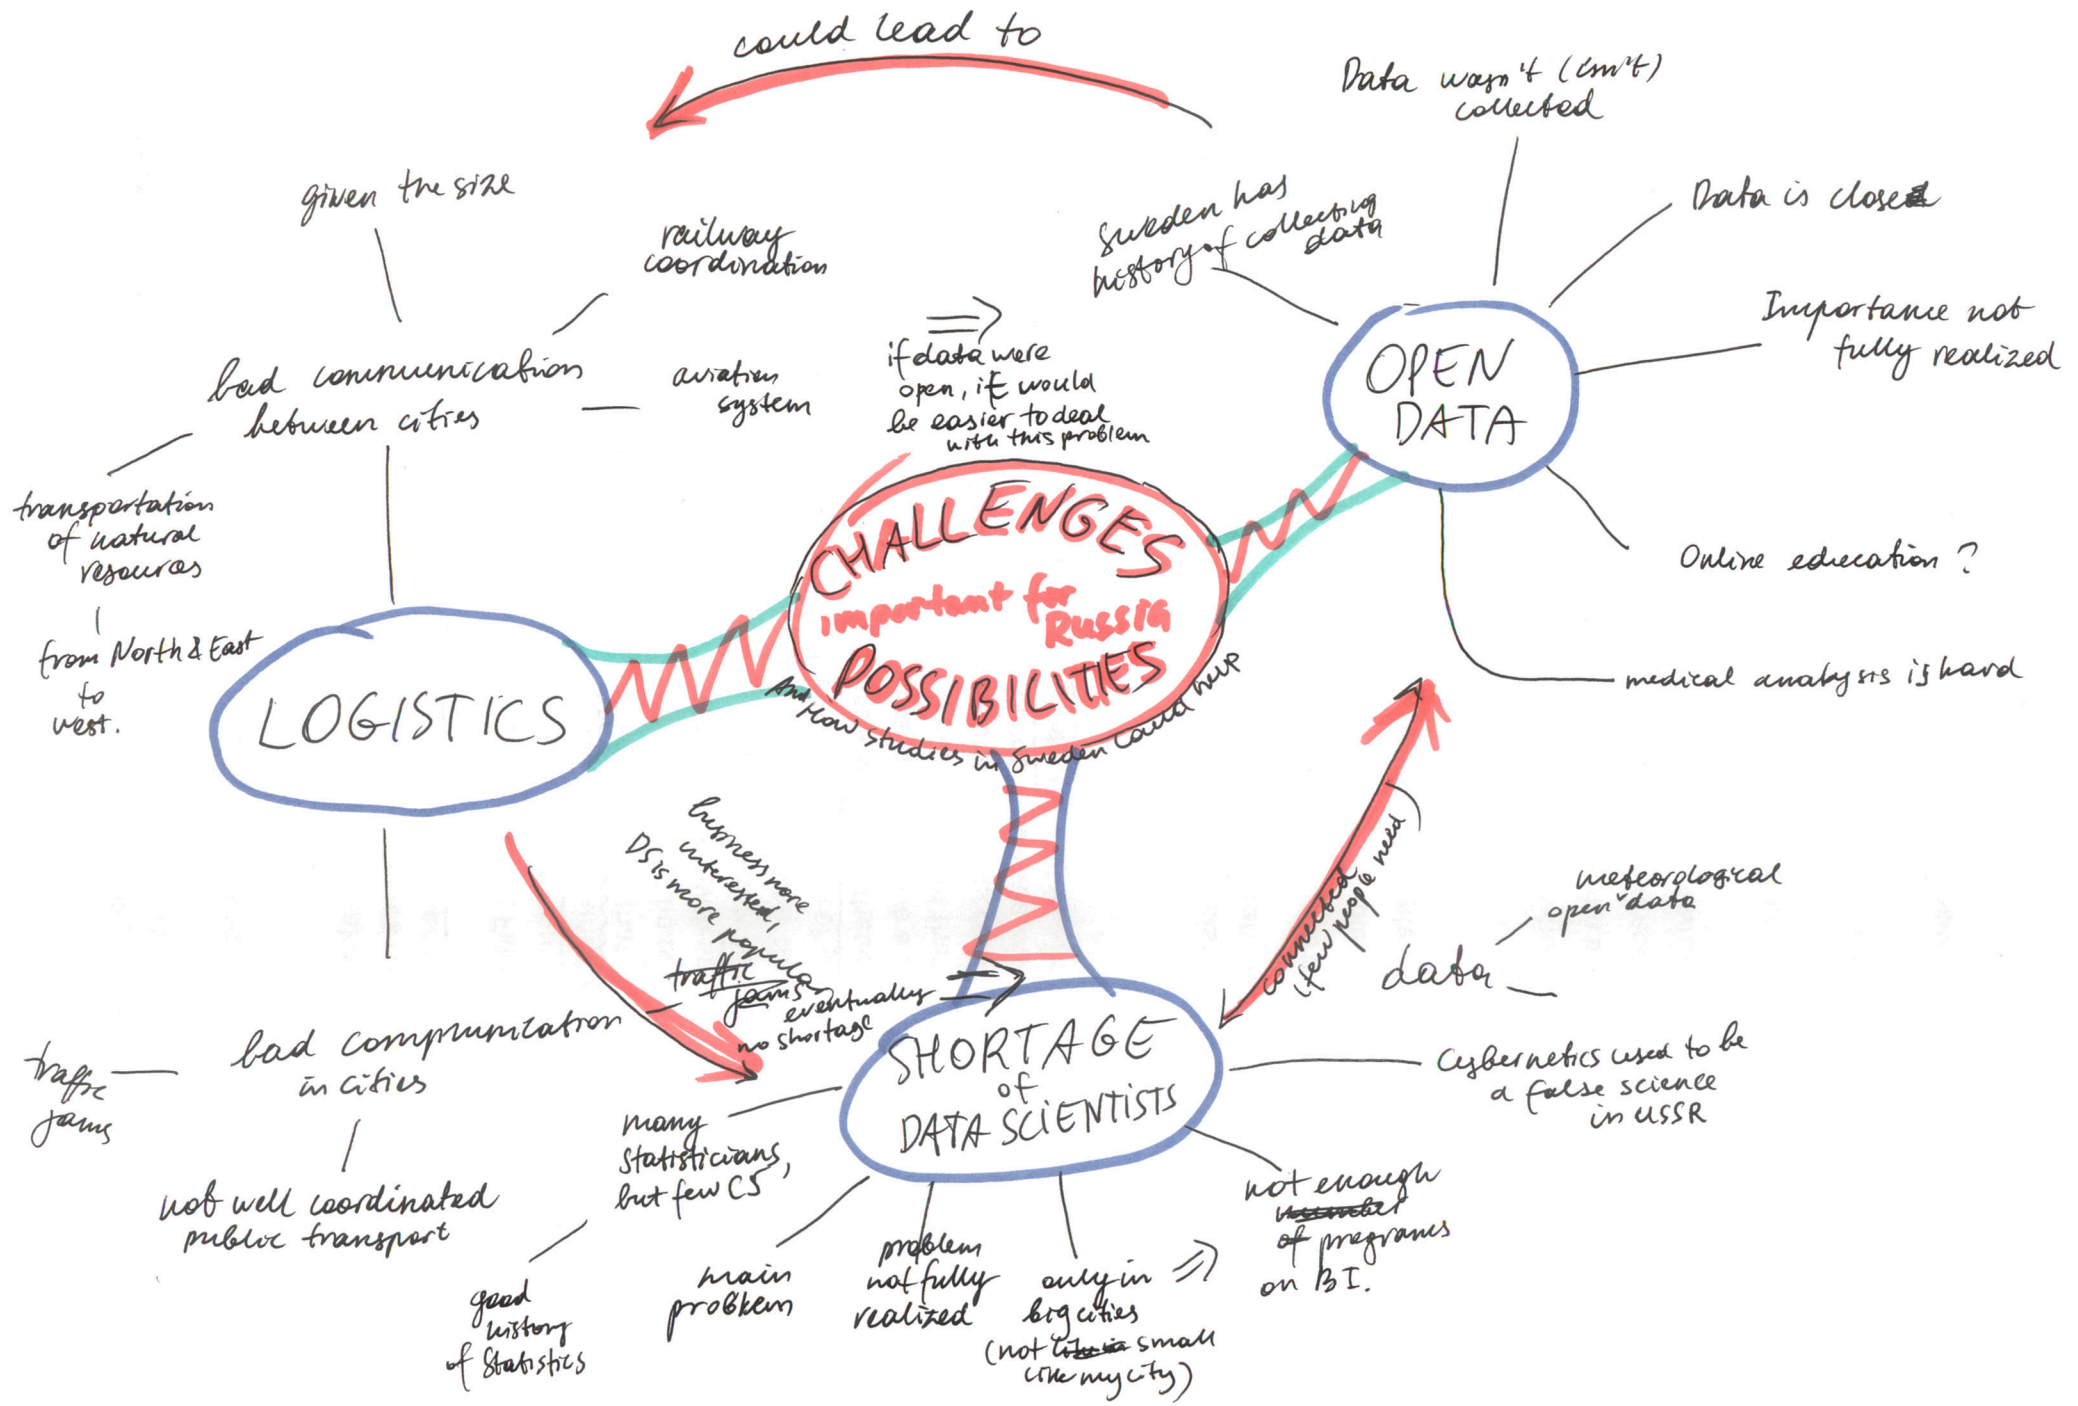 could lead to
given the size
railway
coordination
bad communication
between cities
aviation
system
transportation
of natural
resources
from North & East
to
west.
LOGISTICS
if data were
open, it would
be easier to deal
with this problem
CHALLENGES
important for
Russia
POSSIBILITIES
And How studies in Sweden could help
Sweden has
history of collecting
data
Data wasn't (isn't)
collected
Data is closed
Importance not
fully realized
OPEN
DATA
Online education?
medical analysis is hard
business more
interested,
DS is more popular
traffic
jams
eventually
no shortage
bad communication
in cities
traffic
jams
not well coordinated
public transport
connected
if few people need
meteorological
open data
data
SHORTAGE
of
DATA SCIENTISTS
Cybernetics used to be
a false science
in USSR
many
statisticians,
but few CS
good
history
of statistics
main
problem
problem
not fully
realized
only in
big cities
(not small
like my city)
not enough
number
of programs
on BI.